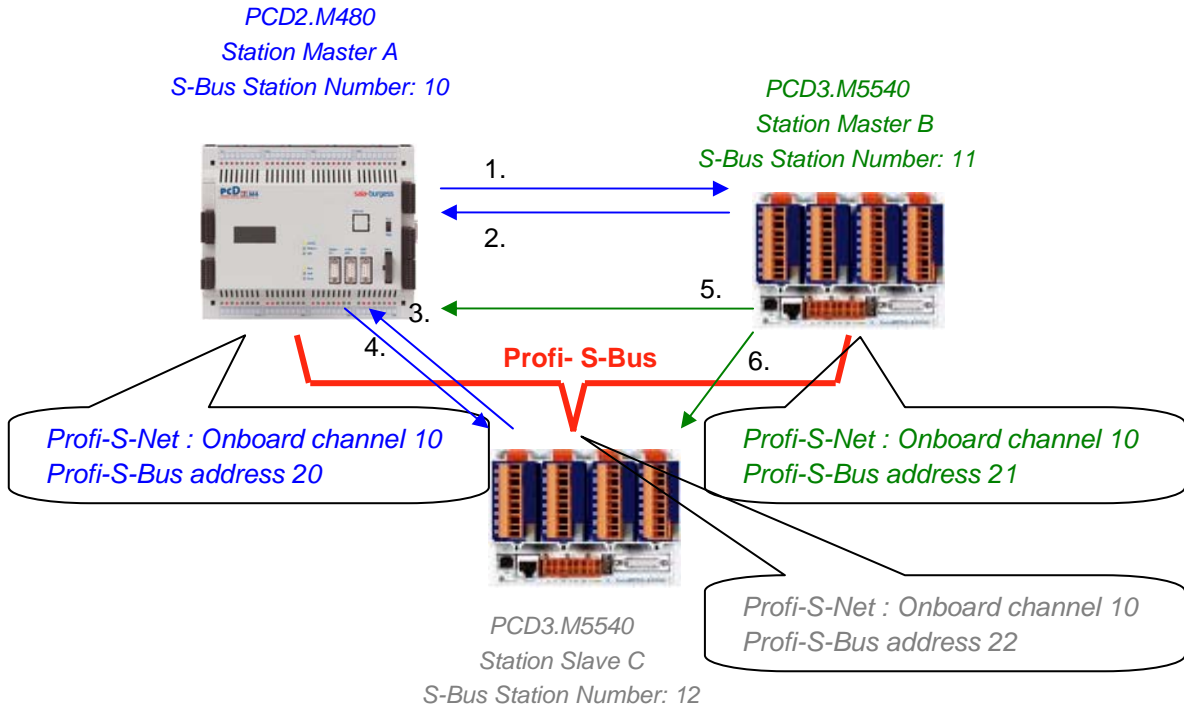 PCD2.M480
Station Master A
S-Bus Station Number: 10
PCD3.M5540
Station Master B
S-Bus Station Number: 11
saia-burgess
1.
2.
3.
4.
5.
6.
Profi- S-Bus
Profi-S-Net : Onboard channel 10
Profi-S-Bus address 20
Profi-S-Net : Onboard channel 10
Profi-S-Bus address 21
Profi-S-Net : Onboard channel 10
Profi-S-Bus address 22
PCD3.M5540
Station Slave C
S-Bus Station Number: 12